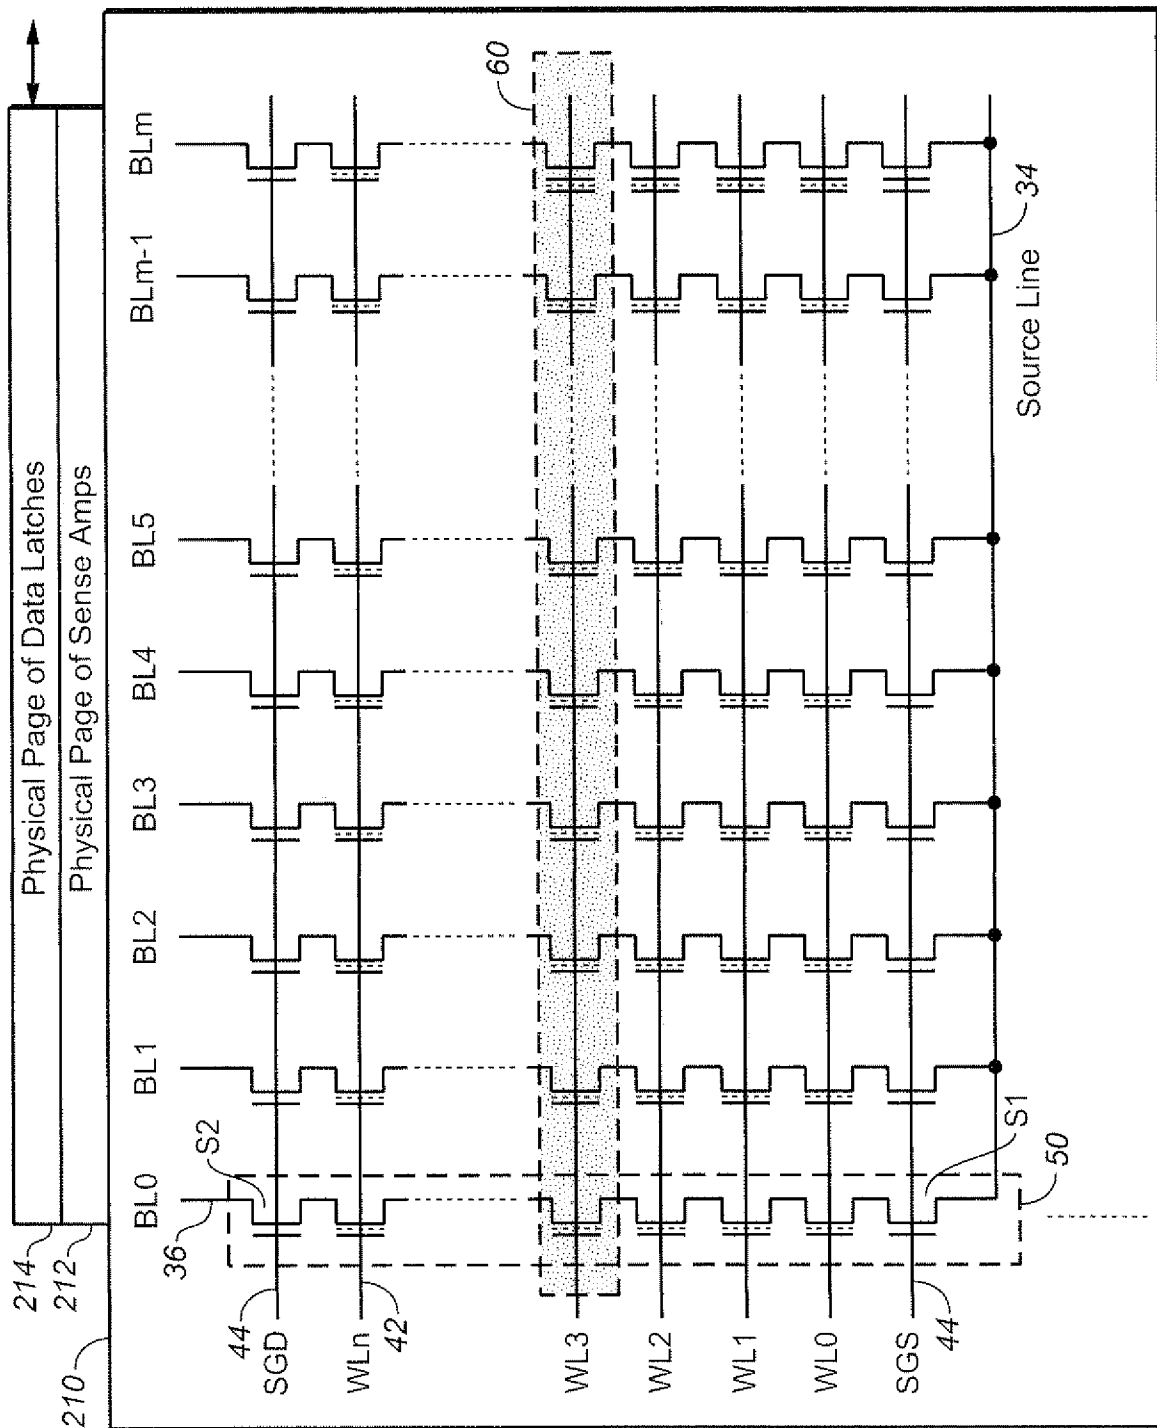 Physical Page of Data Latches
Physical Page of Sense Amps
214
212
210
BL0
BL1
BL2
BL3
BL4
BL5
BLm-1
BLm
36
S2
60
44
SGD
WLn
42
WL3
WL2
WL1
WL0
SGS
44
S1
50
Source Line
34